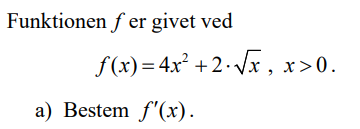 Funktionen f er givet ved
f(x) = 4x² + 2·√x , x > 0.
a) Bestem f′(x).